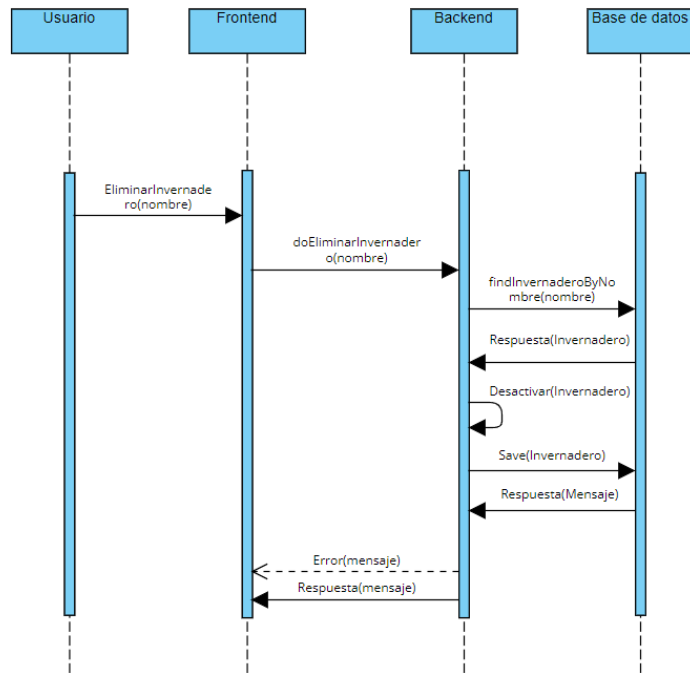 Usuario
Frontend
Backend
Base de datos
EliminarInvernade
ro(nombre)
doEliminarInvernader
o(nombre)
findInvernaderoByNo
mbre(nombre)
Respuesta(Invernadero)
Desactivar(Invernadero)
Save(Invernadero)
Respuesta(Mensaje)
Error(mensaje)
Respuesta(mensaje)